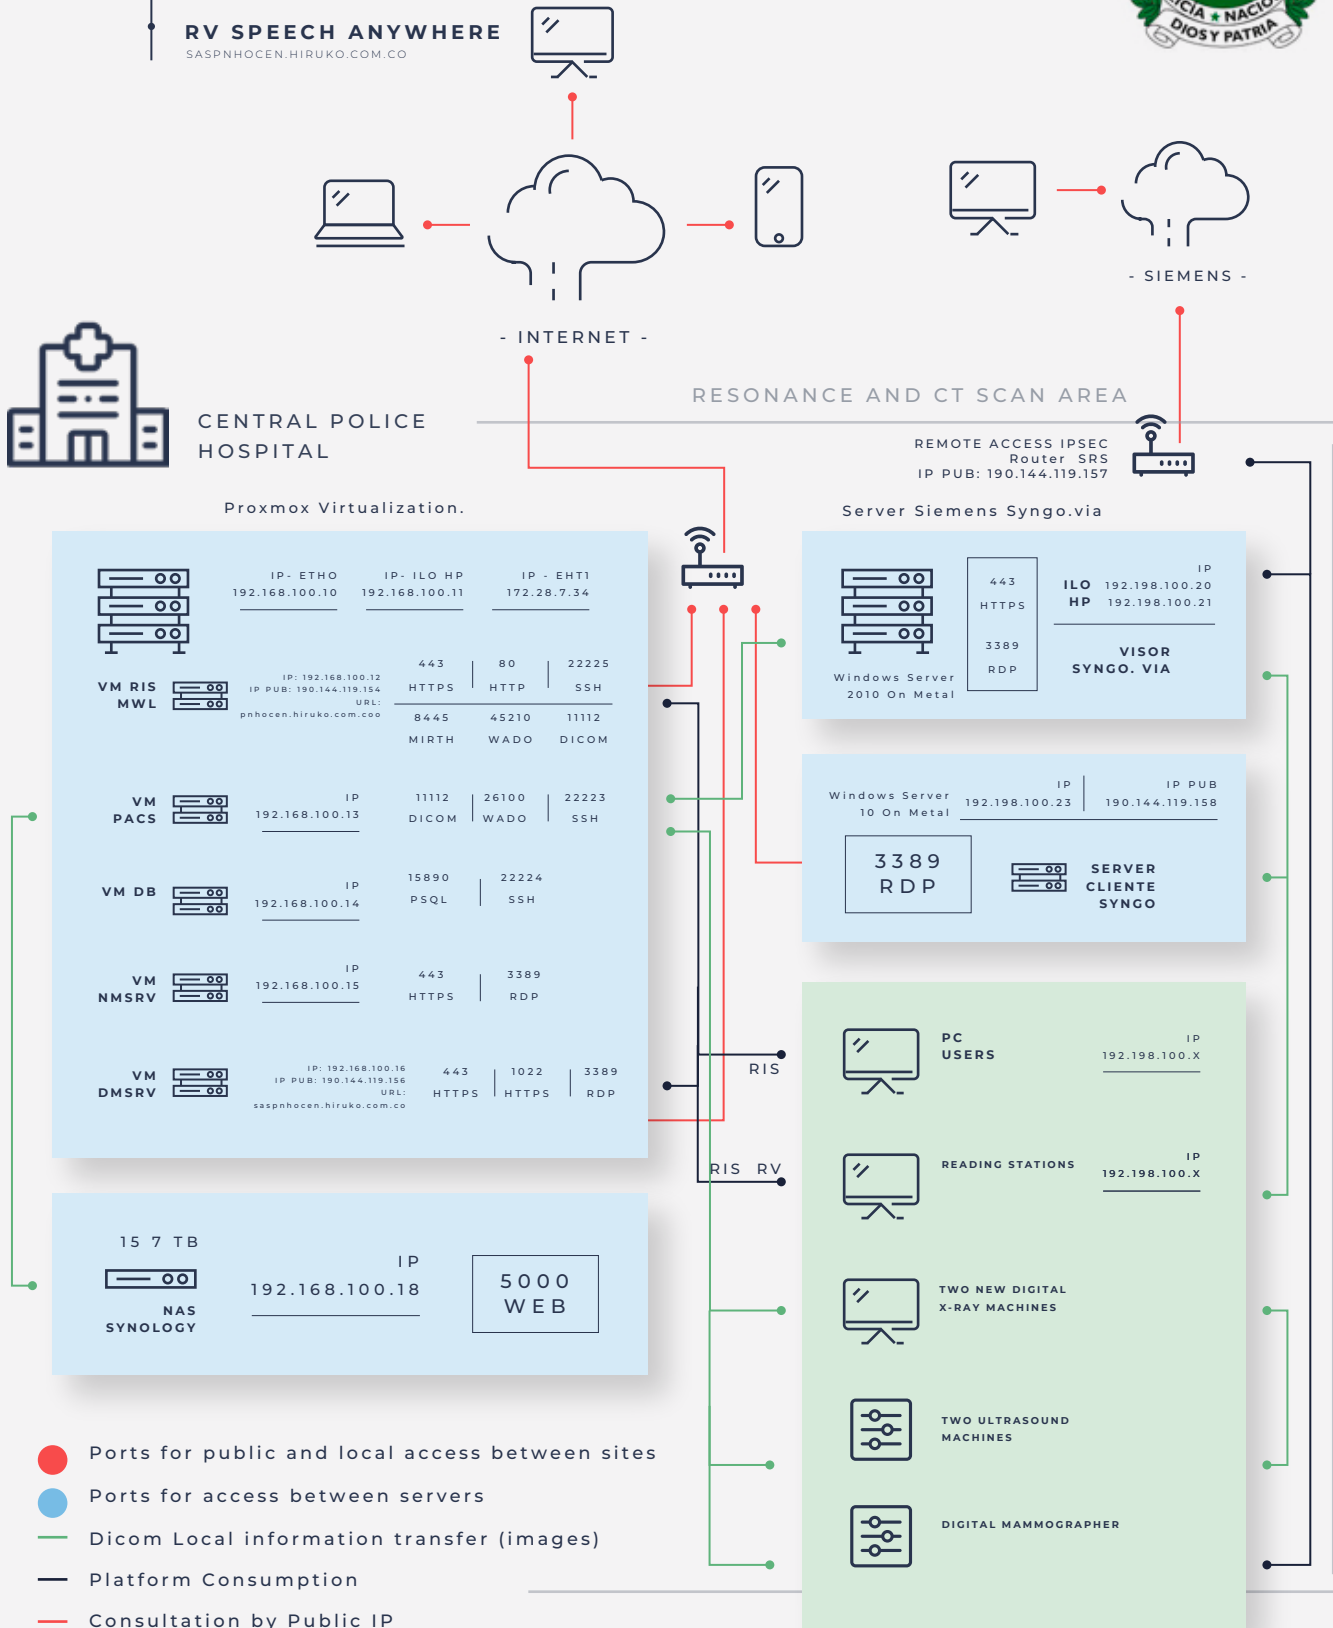 RV SPEECH ANYWHERE
SASPNHOCEN.HIRUKO.COM.CO
DIOS Y PATRIA
- SIEMENS -
- INTERNET -
RESONANCE AND CT SCAN AREA
CENTRAL POLICE
HOSPITAL
REMOTE ACCESS IPSEC
Router SRS
IP PUB: 190.144.119.157
Proxmox Virtualization.
IP- ETHO
192.168.100.10
IP- ILO HP
192.168.100.11
IP - EHT1
172.28.7.34
VM RIS
MWL
IP: 192.168.100.12
IP PUB: 190.144.119.154
URL:
pnhocen.hiruko.com.coo
443 80 22225
HTTPS HTTP SSH
8445 45210 11112
MIRTH WADO DICOM
VM
PACS
IP
192.168.100.13
11112 26100 22223
DICOM WADO SSH
VM DB
IP
192.168.100.14
15890 22224
PSQL SSH
VM
NMSRV
IP
192.168.100.15
443 3389
HTTPS RDP
VM
DMSRV
IP: 192.168.100.16
IP PUB: 190.144.119.156
URL:
saspnhocen.hiruko.com.co
443 1022 3389
HTTPS HTTPS RDP
15 7 TB
NAS
SYNOLOGY
IP
192.168.100.18
5000
WEB
Server Siemens Syngo.via
Windows Server
2010 On Metal
443
HTTPS
3389
RDP
ILO
HP
IP
192.198.100.20
192.198.100.21
VISOR
SYNGO. VIA
Windows Server
10 On Metal
IP
192.198.100.23
IP PUB
190.144.119.158
3389
RDP
SERVER
CLIENTE
SYNGO
RIS
RIS RV
PC
USERS
IP
192.198.100.X
READING STATIONS
IP
192.198.100.X
TWO NEW DIGITAL
X-RAY MACHINES
TWO ULTRASOUND
MACHINES
DIGITAL MAMMOGRAPHER
Ports for public and local access between sites
Ports for access between servers
Dicom Local information transfer (images)
Platform Consumption
Consultation by Public IP